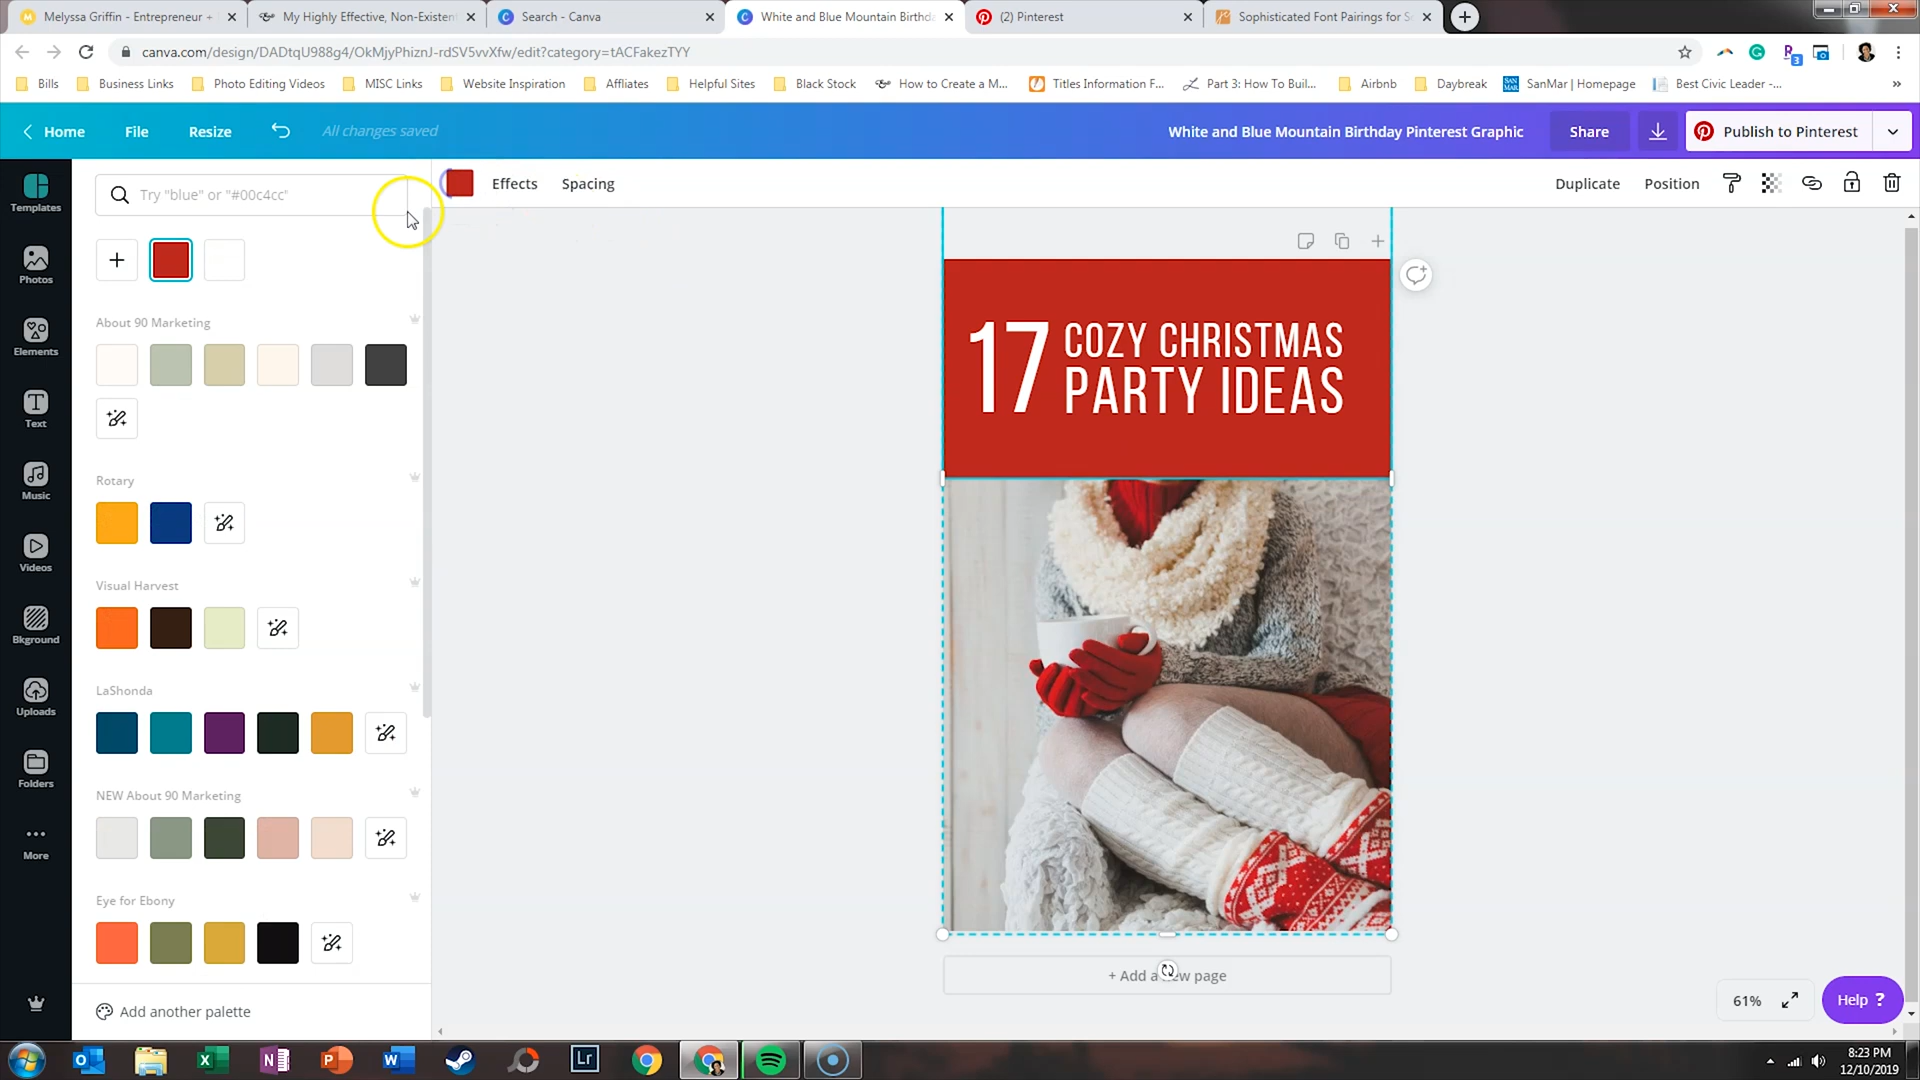 Melyssa Griffin - Entrepreneur +
My Highly Effective, Non-Existen
Search - Canva
White and Blue Mountain Birthda
(2) Pinterest
Sophisticated Font Pairings for S
canva.com/design/DADtqU988g4/OkMjyPhiznJ-rdSV5vvXfw/edit?category=tACFakezTYY
3
Bills
Business Links
Photo Editing Videos
MISC Links
Website Inspiration
Affliates
Helpful Sites
Black Stock
How to Create a M...
Titles Information F...
Part 3: How To Buil...
Airbnb
Daybreak
SanMar | Homepage
Best Civic Leader -...
»
Home
File
Resize
All changes saved
White and Blue Mountain Birthday Pinterest Graphic
Share
Publish to Pinterest
Templates
Photos
Elements
Text
Music
Videos
Bkground
Uploads
Folders
More
Try "blue" or "#00c4cc"
Effects
Spacing
Duplicate
Position
About 90 Marketing
Rotary
Visual Harvest
LaShonda
NEW About 90 Marketing
Eye for Ebony
Add another palette
17 COZY CHRISTMAS
PARTY IDEAS
+ Add a new page
61%
Help ?
Lr
8:23 PM
12/10/2019